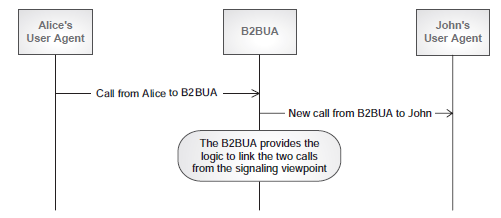 Alice's
User Agent
B2BUA
John's
User Agent
Call from Alice to B2BUA
New call from B2BUA to John
The B2BUA provides the
logic to link the two calls
from the signaling viewpoint